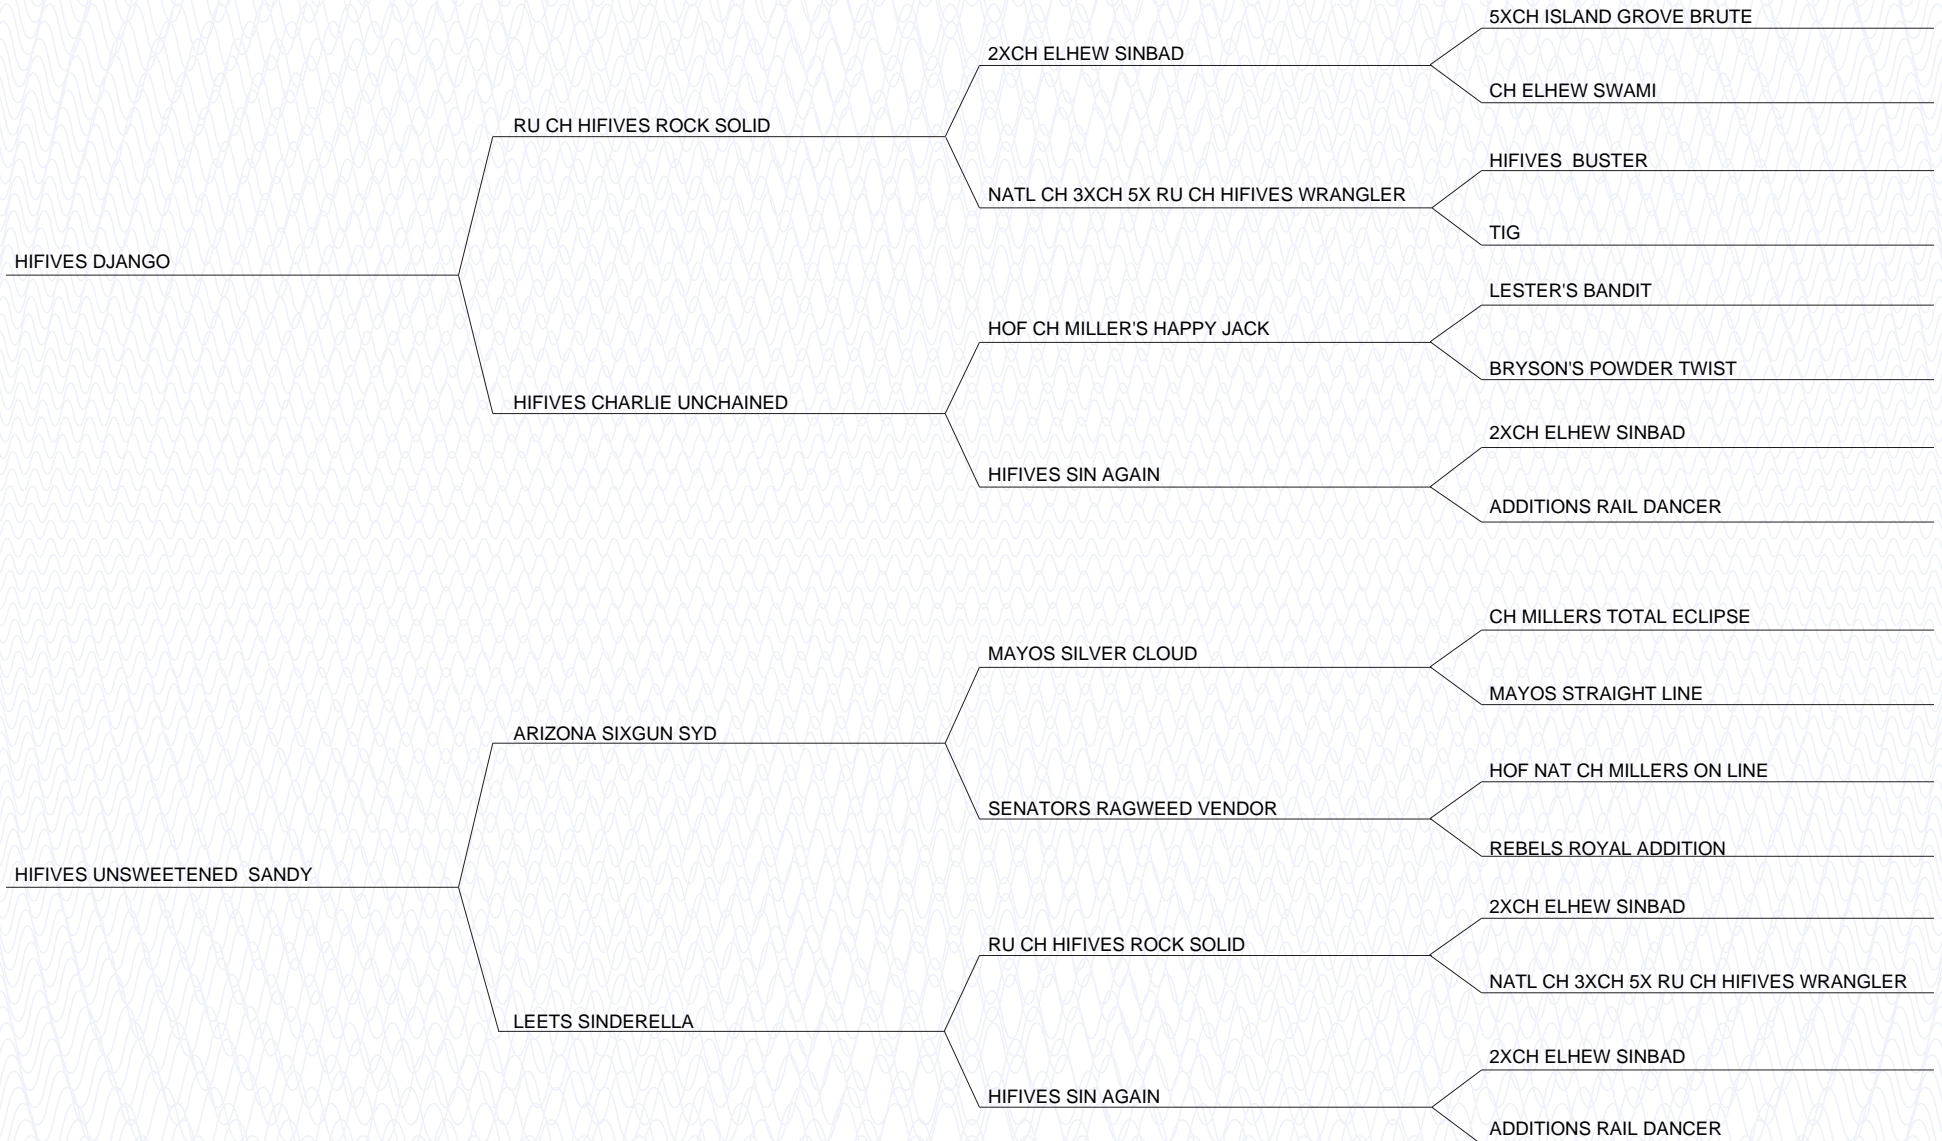 5XCH ISLAND GROVE BRUTE
2XCH ELHEW SINBAD
CH ELHEW SWAMI
RU CH HIFIVES ROCK SOLID
HIFIVES  BUSTER
NATL CH 3XCH 5X RU CH HIFIVES WRANGLER
TIG
HIFIVES DJANGO
LESTER'S BANDIT
HOF CH MILLER'S HAPPY JACK
BRYSON'S POWDER TWIST
HIFIVES CHARLIE UNCHAINED
2XCH ELHEW SINBAD
HIFIVES SIN AGAIN
ADDITIONS RAIL DANCER
CH MILLERS TOTAL ECLIPSE
MAYOS SILVER CLOUD
MAYOS STRAIGHT LINE
ARIZONA SIXGUN SYD
HOF NAT CH MILLERS ON LINE
SENATORS RAGWEED VENDOR
REBELS ROYAL ADDITION
HIFIVES UNSWEETENED  SANDY
2XCH ELHEW SINBAD
RU CH HIFIVES ROCK SOLID
NATL CH 3XCH 5X RU CH HIFIVES WRANGLER
LEETS SINDERELLA
2XCH ELHEW SINBAD
HIFIVES SIN AGAIN
ADDITIONS RAIL DANCER